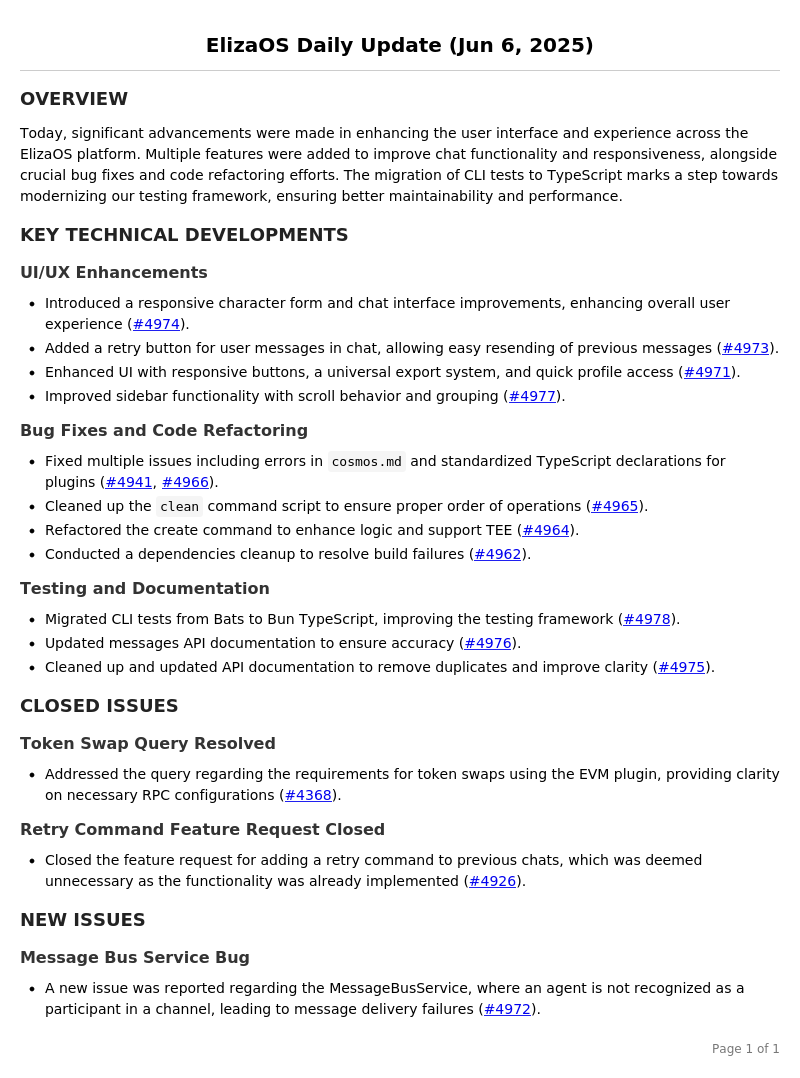 ElizaOS Daily Update (Jun 6, 2025)
OVERVIEW
Today, significant advancements were made in enhancing the user interface and experience across the
ElizaOS platform. Multiple features were added to improve chat functionality and responsiveness, alongside
crucial bug fixes and code refactoring efforts. The migration of CLI tests to TypeScript marks a step towards
modernizing our testing framework, ensuring better maintainability and performance.
KEY TECHNICAL DEVELOPMENTS
UI/UX Enhancements
• Introduced a responsive character form and chat interface improvements, enhancing overall user
experience (#4974).
• Added a retry button for user messages in chat, allowing easy resending of previous messages (#4973).
• Enhanced UI with responsive buttons, a universal export system, and quick profile access (#4971).
• Improved sidebar functionality with scroll behavior and grouping (#4977).
Bug Fixes and Code Refactoring
• Fixed multiple issues including errors in cosmos.md and standardized TypeScript declarations for
plugins (#4941, #4966).
• Cleaned up the clean command script to ensure proper order of operations (#4965).
• Refactored the create command to enhance logic and support TEE (#4964).
• Conducted a dependencies cleanup to resolve build failures (#4962).
Testing and Documentation
• Migrated CLI tests from Bats to Bun TypeScript, improving the testing framework (#4978).
• Updated messages API documentation to ensure accuracy (#4976).
• Cleaned up and updated API documentation to remove duplicates and improve clarity (#4975).
CLOSED ISSUES
Token Swap Query Resolved
• Addressed the query regarding the requirements for token swaps using the EVM plugin, providing clarity
on necessary RPC configurations (#4368).
Retry Command Feature Request Closed
• Closed the feature request for adding a retry command to previous chats, which was deemed
unnecessary as the functionality was already implemented (#4926).
NEW ISSUES
Message Bus Service Bug
• A new issue was reported regarding the MessageBusService, where an agent is not recognized as a
participant in a channel, leading to message delivery failures (#4972).
Page 1 of 1